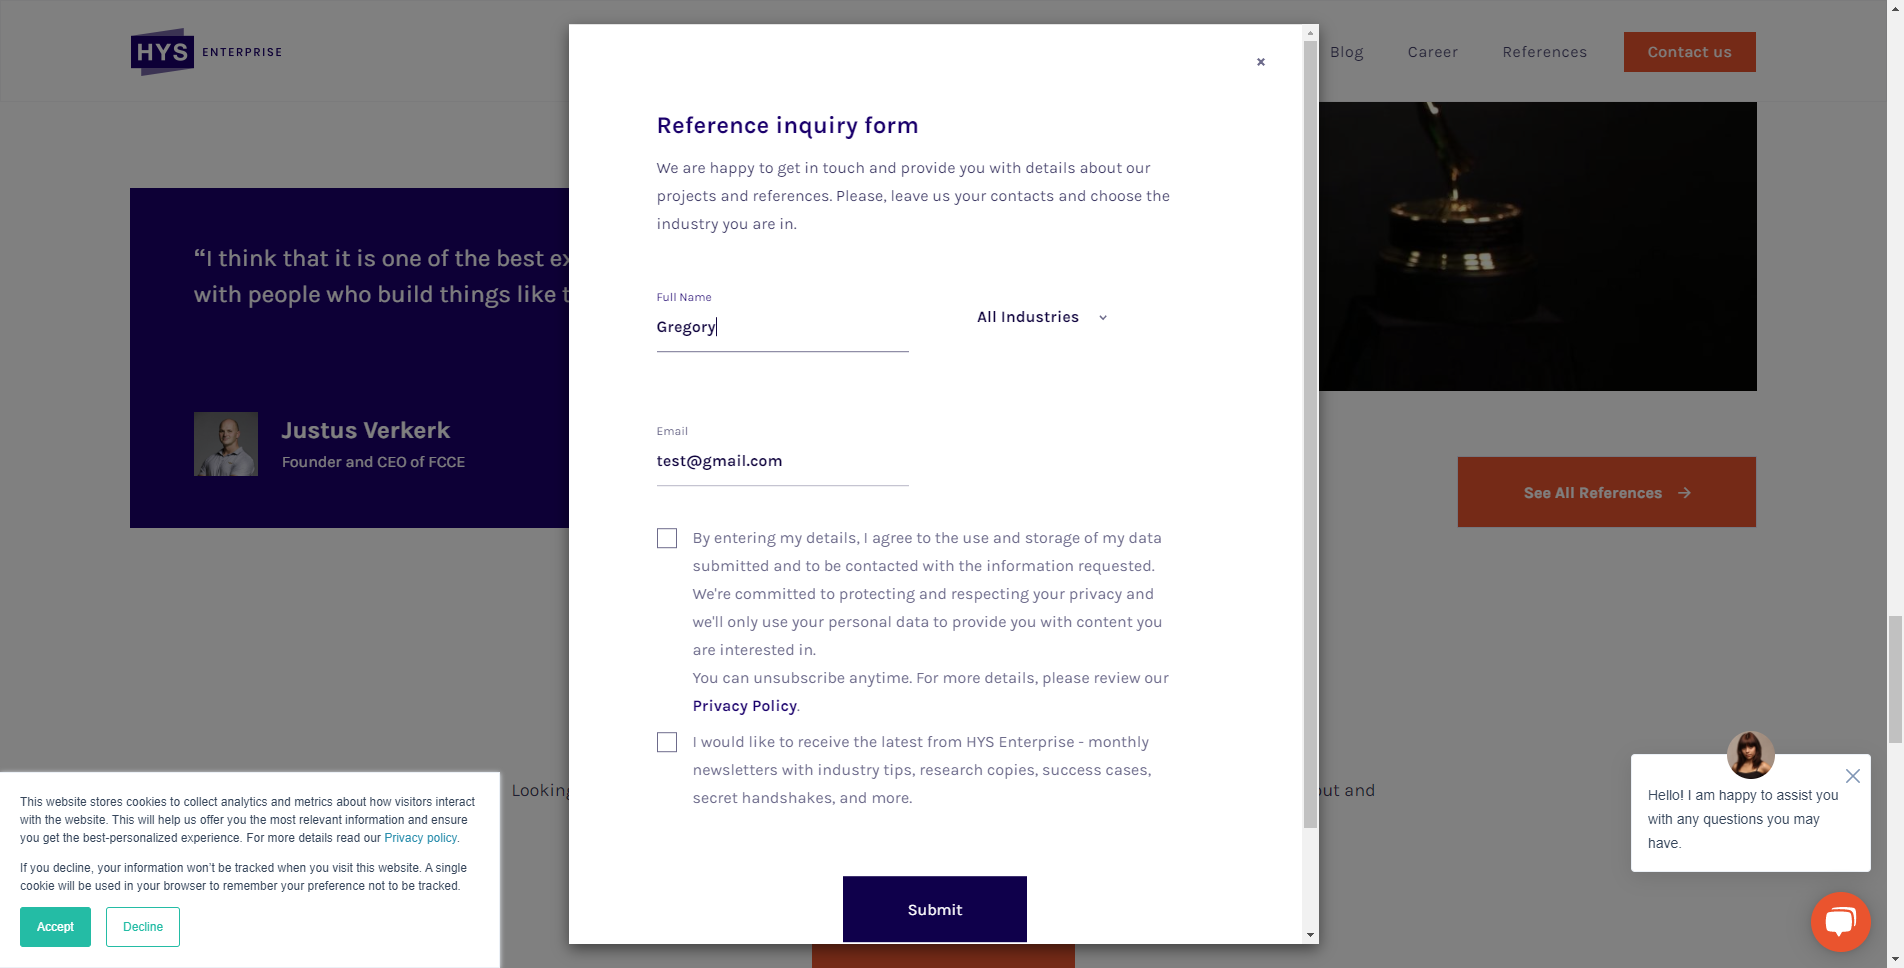 HYS ENTERPRISE
Blog
Career
References
Contact us
×
Reference inquiry form
We are happy to get in touch and provide you with details about our
projects and references. Please, leave us your contacts and choose the
industry you are in.
“I think that it is one of the best
with people who build things like
Full Name
Gregory
All Industries
Justus Verkerk
Founder and CEO of FCCE
Email
test@gmail.com
See All References →
By entering my details, I agree to the use and storage of my data
submitted and to be contacted with the information requested.
We're committed to protecting and respecting your privacy and
we'll only use your personal data to provide you with content you
are interested in.
You can unsubscribe anytime. For more details, please review our
Privacy Policy.
I would like to receive the latest from HYS Enterprise - monthly
newsletters with industry tips, research copies, success cases,
secret handshakes, and more.
Looking
and
Submit
This website stores cookies to collect analytics and metrics about how visitors interact
with the website. This will help us offer you the most relevant information and ensure
you get the best-personalized experience. For more details read our Privacy policy.
If you decline, your information won't be tracked when you visit this website. A single
cookie will be used in your browser to remember your preference not to be tracked.
Accept
Decline
Hello! I am happy to assist you
with any questions you may
have.